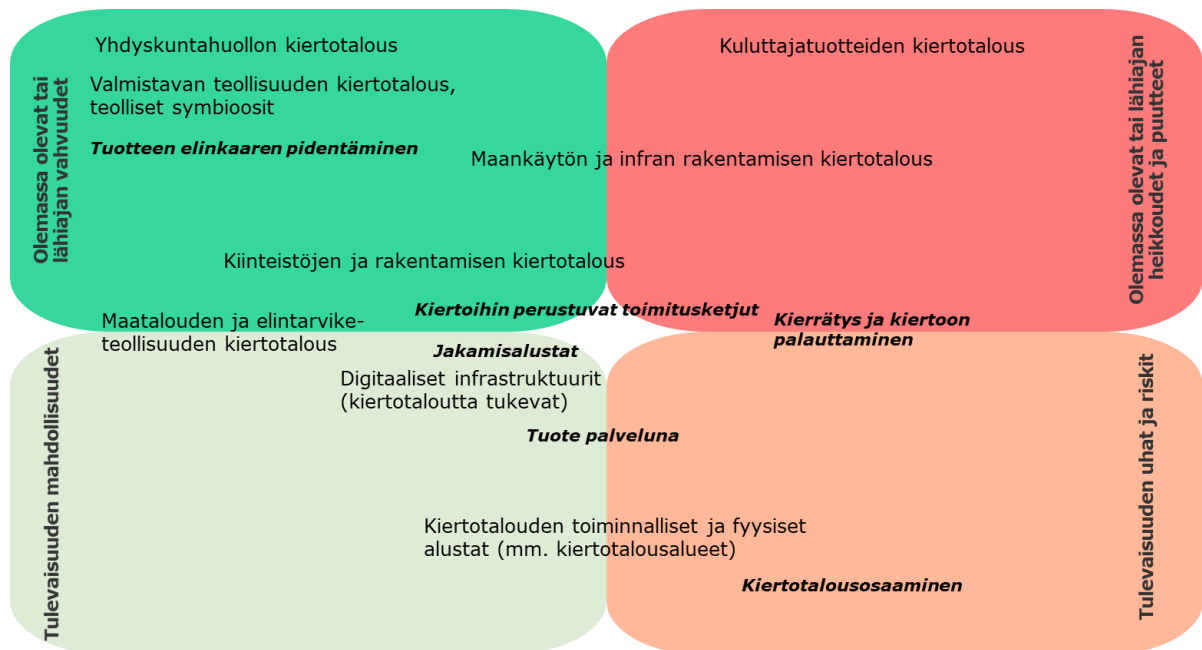 Olemassa olevat tai
lähiajan vahvuudet
Yhdyskuntahuollon kiertotalous
Valmistavan teollisuuden kiertotalous,
teolliset symbioosit
Tuotteen elinkaaren pidentäminen
Kuluttajatuotteiden kiertotalous
Olemassa olevat tai lähiajan
heikkoudet ja puutteet
Maankäytön ja infran rakentamisen kiertotalous
Kiinteistöjen ja rakentamisen kiertotalous
Kiertoihin perustuvat toimitusketjut
Maatalouden ja elintarvike-
teollisuuden kiertotalous
Kierrätys ja kiertoon
palauttaminen
Jakamisalustat
Digitaaliset infrastruktuurit
(kiertotaloutta tukevat)
Tuote palveluna
Tulevaisuuden mahdollisuudet
Tulevaisuuden uhat ja riskit
Kiertotalouden toiminnalliset ja fyysiset
alustat (mm. kiertotalousalueet)
Kiertotalousosaaminen